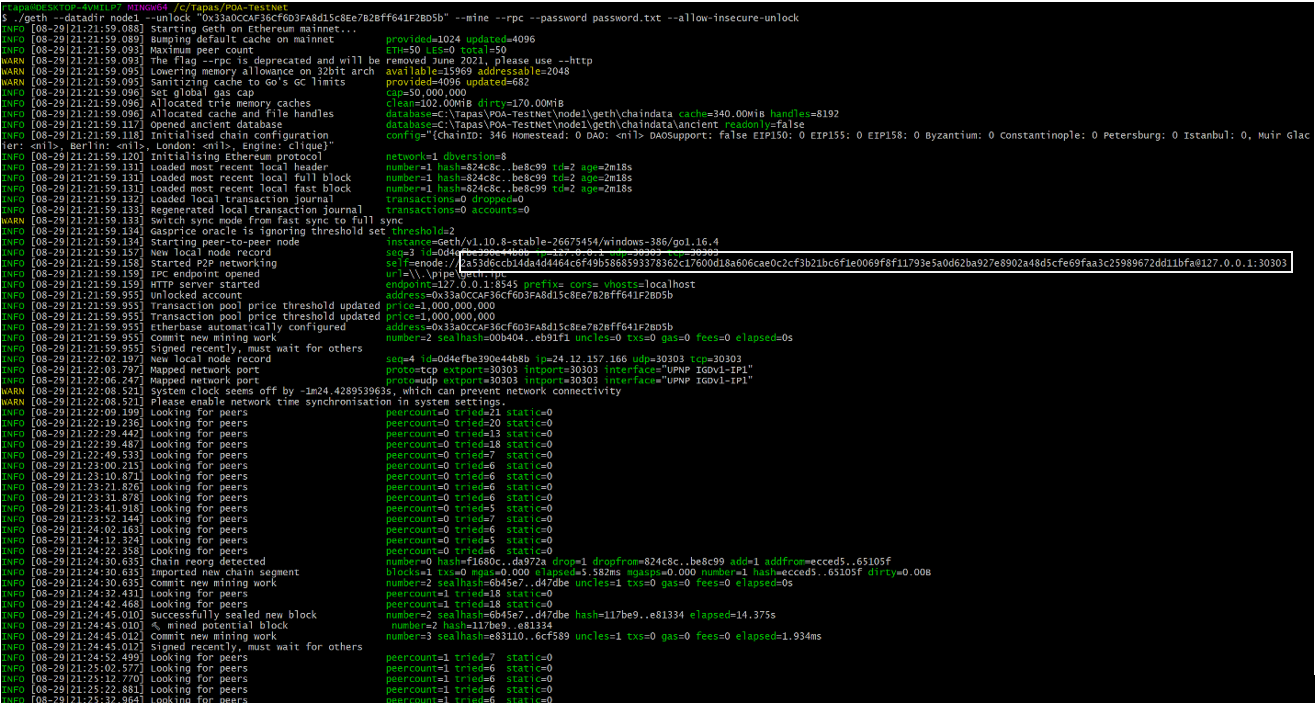 rtapa@DESKTOP-4VMILP7 MINGW64 /c/Tapas/POA-TestNet
$ ./geth --datadir node1 --unlock "0x33a0CCAF36Cf6D3FA8d15c8Ee7B2Bff641F2BD5b" --mine --rpc --password password.txt --allow-insecure-unlock
INFO [08-29|21:21:59.088] Starting Geth on Ethereum mainnet...
INFO [08-29|21:21:59.089] Bumping default cache on mainnet provided=1024 updated=4096
INFO [08-29|21:21:59.093] Maximum peer count ETH=50 LES=0 total=50
WARN [08-29|21:21:59.093] The flag --rpc is deprecated and will be removed June 2021, please use --http
WARN [08-29|21:21:59.095] Lowering memory allowance on 32bit arch available=15969 addressable=2048
WARN [08-29|21:21:59.095] Sanitizing cache to Go's GC limits provided=4096 updated=682
INFO [08-29|21:21:59.096] Set global gas cap cap=50,000,000
INFO [08-29|21:21:59.096] Allocated trie memory caches clean=102.00MiB dirty=170.00MiB
INFO [08-29|21:21:59.096] Allocated cache and file handles database=C:\Tapas\POA-TestNet\node1\geth\chaindata cache=340.00MiB handles=8192
INFO [08-29|21:21:59.117] Opened ancient database database=C:\Tapas\POA-TestNet\node1\geth\chaindata\ancient readonly=false
INFO [08-29|21:21:59.118] Initialised chain configuration config="{ChainID: 346 Homestead: 0 DAO: <nil> DAOSupport: false EIP150: 0 EIP155: 0 EIP158: 0 Byzantium: 0 Constantinople: 0 Petersburg: 0 Istanbul: 0, Muir Glac
ier: <nil>, Berlin: <nil>, London: <nil>, Engine: clique}"
INFO [08-29|21:21:59.120] Initialising Ethereum protocol network=1 dbversion=8
INFO [08-29|21:21:59.131] Loaded most recent local header number=1 hash=824c8c..be8c99 td=2 age=2m18s
INFO [08-29|21:21:59.131] Loaded most recent local full block number=1 hash=824c8c..be8c99 td=2 age=2m18s
INFO [08-29|21:21:59.131] Loaded most recent local fast block number=1 hash=824c8c..be8c99 td=2 age=2m18s
INFO [08-29|21:21:59.132] Loaded local transaction journal transactions=0 dropped=0
INFO [08-29|21:21:59.133] Regenerated local transaction journal transactions=0 accounts=0
WARN [08-29|21:21:59.133] Switch sync mode from fast sync to full sync
INFO [08-29|21:21:59.134] Gasprice oracle is ignoring threshold set threshold=2
INFO [08-29|21:21:59.134] Starting peer-to-peer node instance=Geth/v1.10.8-stable-26675454/windows-386/go1.16.4
INFO [08-29|21:21:59.157] New local node record seq=3 id=0d4efbe390e44b8b ip=127.0.0.1 udp=30303 tcp=30303
INFO [08-29|21:21:59.158] Started P2P networking self=enode://2a53d6ccb14da4d4464c6f49b5868593378362c17600d18a606cae0c2cf3b21bc6f1e0069f8f11793e5a0d62ba927e8902a48d5cfe69faa3c25989672dd11bfa@127.0.0.1:30303
INFO [08-29|21:21:59.159] IPC endpoint opened url=\\.\pipe\geth.ipc
INFO [08-29|21:21:59.159] HTTP server started endpoint=127.0.0.1:8545 prefix= cors= vhosts=localhost
INFO [08-29|21:21:59.955] Unlocked account address=0x33a0CCAF36Cf6D3FA8d15c8Ee7B2Bff641F2BD5b
INFO [08-29|21:21:59.955] Transaction pool price threshold updated price=1,000,000,000
INFO [08-29|21:21:59.955] Transaction pool price threshold updated price=1,000,000,000
INFO [08-29|21:21:59.955] Etherbase automatically configured address=0x33a0CCAF36Cf6D3FA8d15c8Ee7B2Bff641F2BD5b
INFO [08-29|21:21:59.955] Commit new mining work number=2 sealhash=00b404..eb91f1 uncles=0 txs=0 gas=0 fees=0 elapsed=0s
INFO [08-29|21:21:59.955] Signed recently, must wait for others
INFO [08-29|21:22:02.197] New local node record seq=4 id=0d4efbe390e44b8b ip=24.12.157.166 udp=30303 tcp=30303
INFO [08-29|21:22:03.797] Mapped network port proto=tcp extport=30303 intport=30303 interface="UPNP IGDv1-IP1"
INFO [08-29|21:22:06.247] Mapped network port proto=udp extport=30303 intport=30303 interface="UPNP IGDv1-IP1"
WARN [08-29|21:22:08.521] System clock seems off by -1m24.428953963s, which can prevent network connectivity
WARN [08-29|21:22:08.521] Please enable network time synchronisation in system settings.
INFO [08-29|21:22:09.199] Looking for peers peercount=0 tried=21 static=0
INFO [08-29|21:22:19.236] Looking for peers peercount=0 tried=20 static=0
INFO [08-29|21:22:29.442] Looking for peers peercount=0 tried=13 static=0
INFO [08-29|21:22:39.487] Looking for peers peercount=0 tried=18 static=0
INFO [08-29|21:22:49.533] Looking for peers peercount=0 tried=7 static=0
INFO [08-29|21:23:00.215] Looking for peers peercount=0 tried=6 static=0
INFO [08-29|21:23:10.871] Looking for peers peercount=0 tried=6 static=0
INFO [08-29|21:23:21.826] Looking for peers peercount=0 tried=6 static=0
INFO [08-29|21:23:31.878] Looking for peers peercount=0 tried=6 static=0
INFO [08-29|21:23:41.918] Looking for peers peercount=0 tried=5 static=0
INFO [08-29|21:23:52.144] Looking for peers peercount=0 tried=7 static=0
INFO [08-29|21:24:02.163] Looking for peers peercount=0 tried=6 static=0
INFO [08-29|21:24:12.324] Looking for peers peercount=0 tried=5 static=0
INFO [08-29|21:24:22.358] Looking for peers peercount=0 tried=6 static=0
INFO [08-29|21:24:30.635] Chain reorg detected number=0 hash=f1680c..da972a drop=1 dropfrom=824c8c..be8c99 add=1 addfrom=ecced5..65105f
INFO [08-29|21:24:30.635] Imported new chain segment blocks=1 txs=0 mgas=0.000 elapsed=5.582ms mgasps=0.000 number=1 hash=ecced5..65105f dirty=0.00B
INFO [08-29|21:24:30.635] Commit new mining work number=2 sealhash=6b45e7..d47dbe uncles=1 txs=0 gas=0 fees=0 elapsed=0s
INFO [08-29|21:24:32.431] Looking for peers peercount=1 tried=18 static=0
INFO [08-29|21:24:42.468] Looking for peers peercount=1 tried=18 static=0
INFO [08-29|21:24:45.010] Successfully sealed new block number=2 sealhash=6b45e7..d47dbe hash=117be9..e81334 elapsed=14.375s
INFO [08-29|21:24:45.010] 🔨 mined potential block number=2 hash=117be9..e81334
INFO [08-29|21:24:45.012] Commit new mining work number=3 sealhash=e83110..6cf589 uncles=1 txs=0 gas=0 fees=0 elapsed=1.934ms
INFO [08-29|21:24:45.012] Signed recently, must wait for others
INFO [08-29|21:24:52.499] Looking for peers peercount=1 tried=7 static=0
INFO [08-29|21:25:02.577] Looking for peers peercount=1 tried=6 static=0
INFO [08-29|21:25:12.770] Looking for peers peercount=1 tried=6 static=0
INFO [08-29|21:25:22.881] Looking for peers peercount=1 tried=6 static=0
INFO [08-29|21:25:32.964] Looking for peers peercount=1 tried=6 static=0